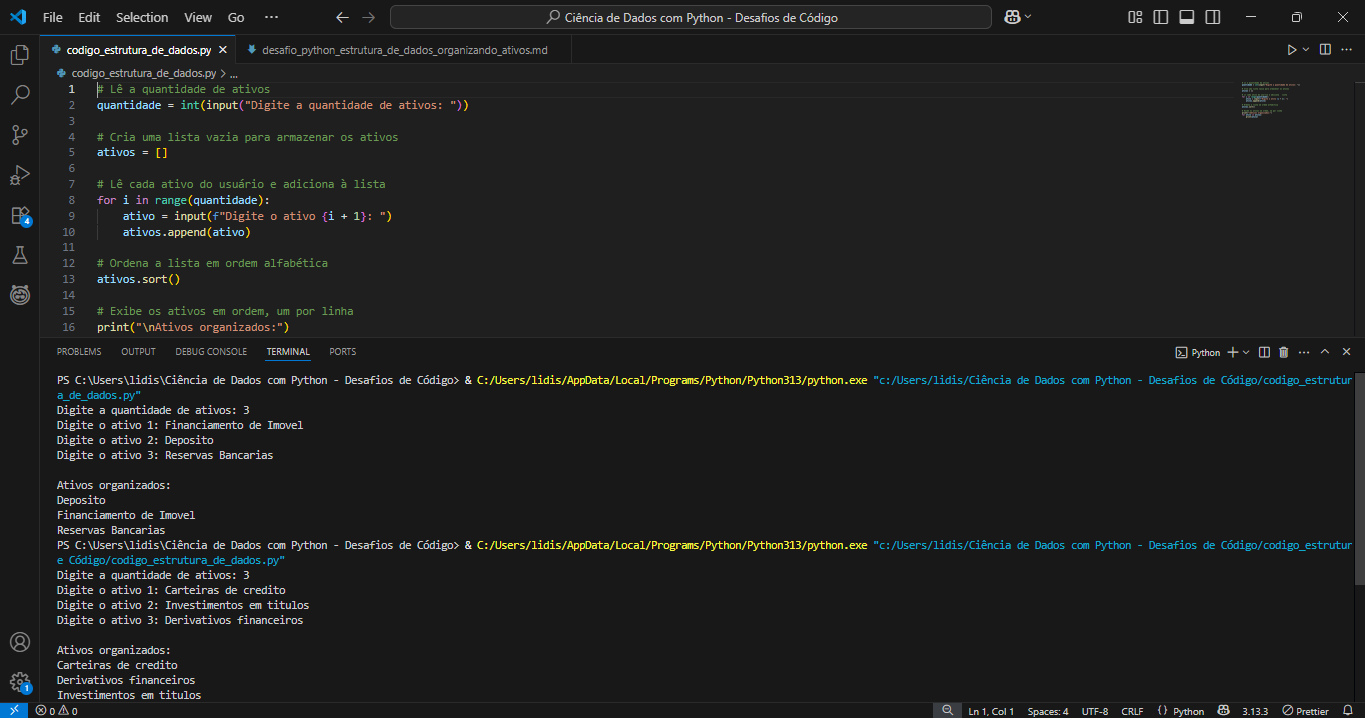 File Edit Selection View Go ··· Ciência de Dados com Python - Desafios de Código
codigo_estrutura_de_dados.py desafio_python_estrutura_de_dados_organizando_ativos.md
codigo_estrutura_de_dados.py > ...
1 # Lê a quantidade de ativos
2 quantidade = int(input("Digite a quantidade de ativos: "))
3
4 # Cria uma lista vazia para armazenar os ativos
5 ativos = []
6
7 # Lê cada ativo do usuário e adiciona à lista
8 for i in range(quantidade):
9 ativo = input(f"Digite o ativo {i + 1}: ")
10 ativos.append(ativo)
11
12 # Ordena a lista em ordem alfabética
13 ativos.sort()
14
15 # Exibe os ativos em ordem, um por linha
16 print("\nAtivos organizados:")
4
PROBLEMS OUTPUT DEBUG CONSOLE TERMINAL PORTS Python
PS C:\Users\lidis\Ciência de Dados com Python - Desafios de Código> & C:/Users/lidis/AppData/Local/Programs/Python/Python313/python.exe "c:/Users/lidis/Ciência de Dados com Python - Desafios de Código/codigo_estrutur
a_de_dados.py"
Digite a quantidade de ativos: 3
Digite o ativo 1: Financiamento de Imovel
Digite o ativo 2: Deposito
Digite o ativo 3: Reservas Bancarias
Ativos organizados:
Deposito
Financiamento de Imovel
Reservas Bancarias
PS C:\Users\lidis\Ciência de Dados com Python - Desafios de Código> & C:/Users/lidis/AppData/Local/Programs/Python/Python313/python.exe "c:/Users/lidis/Ciência de Dados com Python - Desafios de Código/codigo_estrutur
e Código/codigo_estrutura_de_dados.py"
Digite a quantidade de ativos: 3
Digite o ativo 1: Carteiras de credito
Digite o ativo 2: Investimentos em titulos
Digite o ativo 3: Derivativos financeiros
Ativos organizados:
Carteiras de credito
Derivativos financeiros
Investimentos em titulos
1
0 0 Ln 1, Col 1 Spaces: 4 UTF-8 CRLF {} Python 3.13.3 Prettier